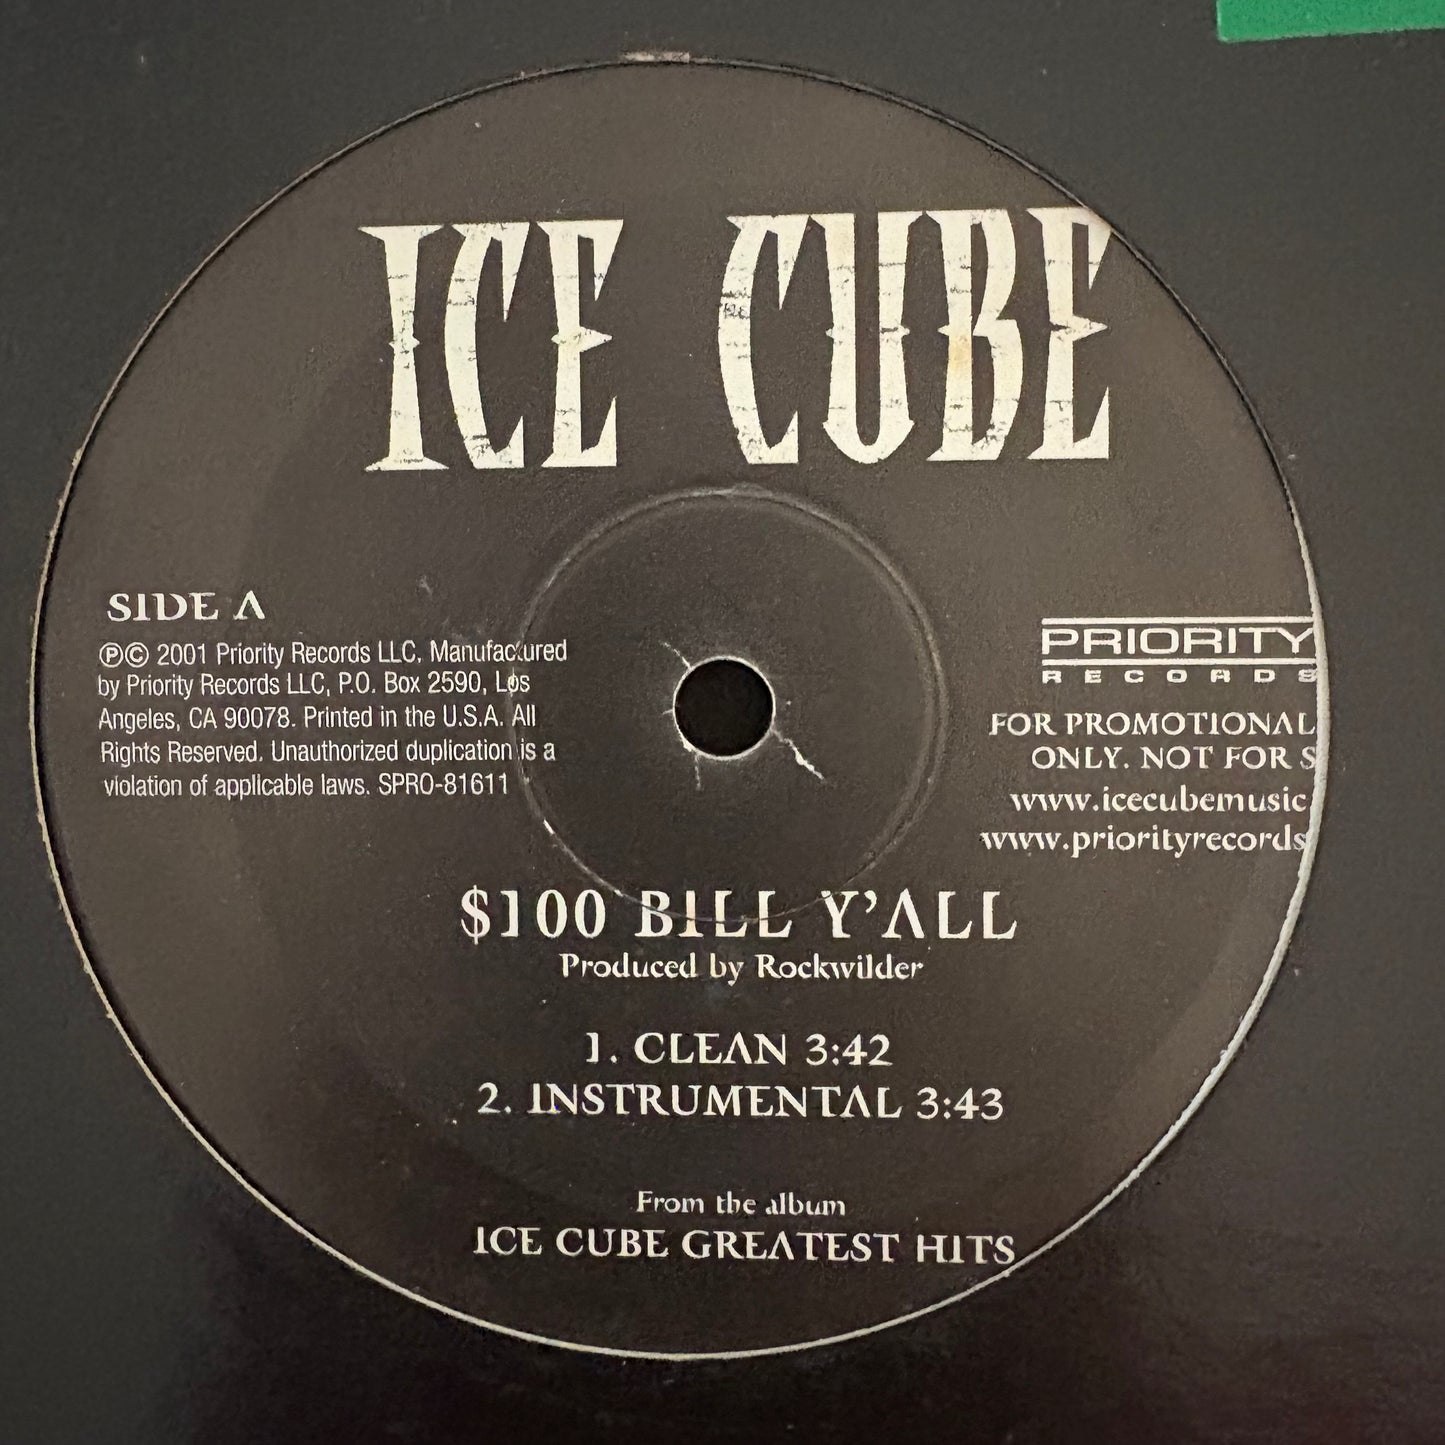 ICE CUBE
SIDE A
℗© 2001 Priority Records LLC. Manufactured
by Priority Records LLC, P.O. Box 2590, Los
Angeles, CA 90078. Printed in the U.S.A. All
Rights Reserved. Unauthorized duplication is a
violation of applicable laws. SPRO-81611
PRIORITY
RECORDS
FOR PROMOTIONAL
ONLY. NOT FOR S
www.icecubemusic
www.priorityrecords
$100 BILL Y'ALL
Produced by Rockwilder
1. CLEAN 3:42
2. INSTRUMENTAL 3:43
From the album
ICE CUBE GREATEST HITS